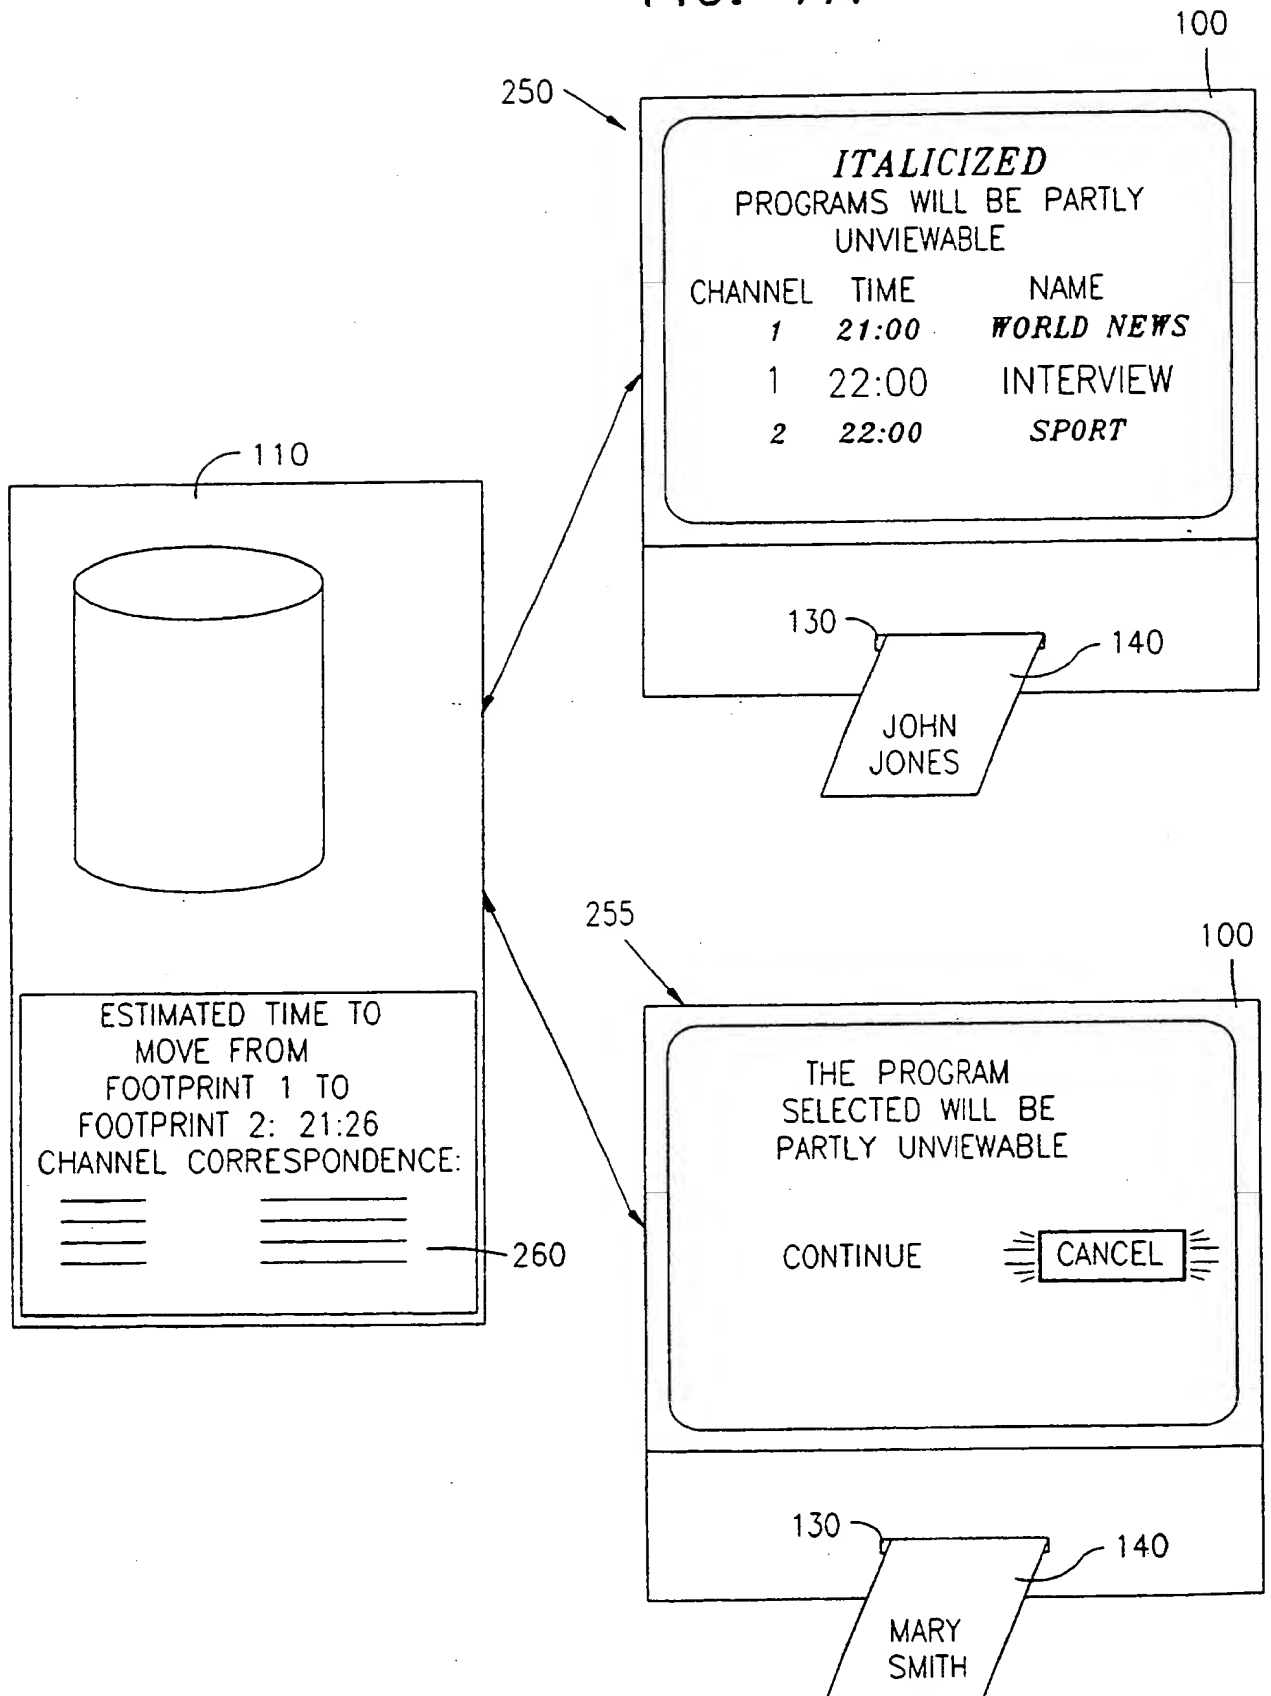 100
250
ITALICIZED
PROGRAMS WILL BE PARTLY
UNVIEWABLE
CHANNEL TIME NAME
1 21:00 WORLD NEWS
1 22:00 INTERVIEW
2 22:00 SPORT
110
130
140
JOHN
JONES
255
100
ESTIMATED TIME TO
MOVE FROM
FOOTPRINT 1 TO
FOOTPRINT 2: 21:26
CHANNEL CORRESPONDENCE:
260
THE PROGRAM
SELECTED WILL BE
PARTLY UNVIEWABLE
CONTINUE CANCEL
130
140
MARY
SMITH